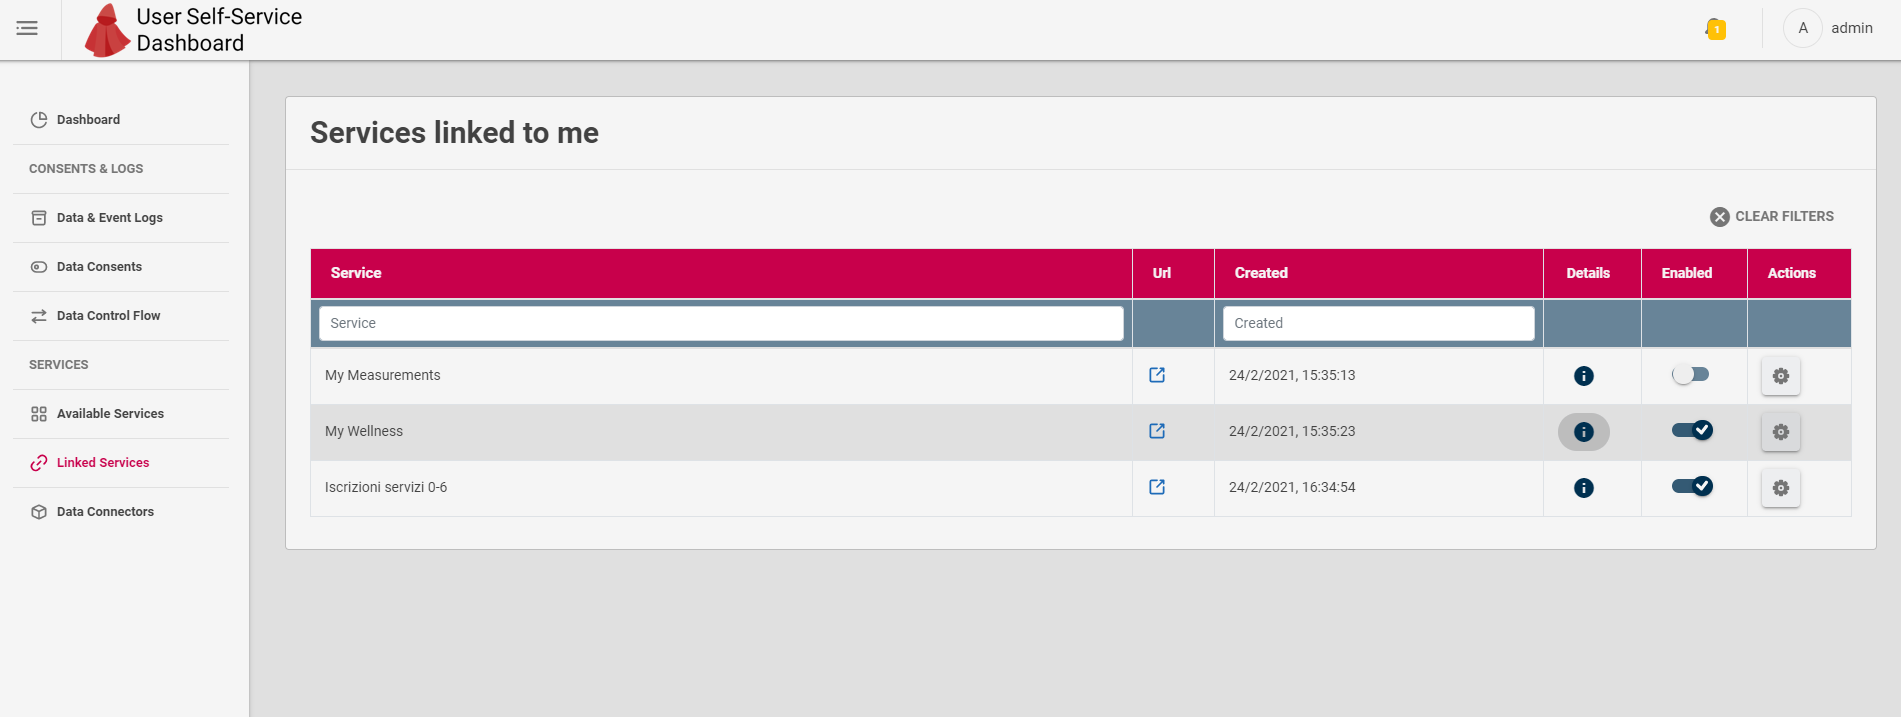 User Self-Service
Dashboard
1
A
admin
Dashboard
CONSENTS & LOGS
Data & Event Logs
Data Consents
Data Control Flow
SERVICES
Available Services
Linked Services
Data Connectors
Services linked to me
CLEAR FILTERS
Service Url Created Details Enabled Actions
Service Created
My Measurements 24/2/2021, 15:35:13
My Wellness 24/2/2021, 15:35:23
Iscrizioni servizi 0-6 24/2/2021, 16:34:54